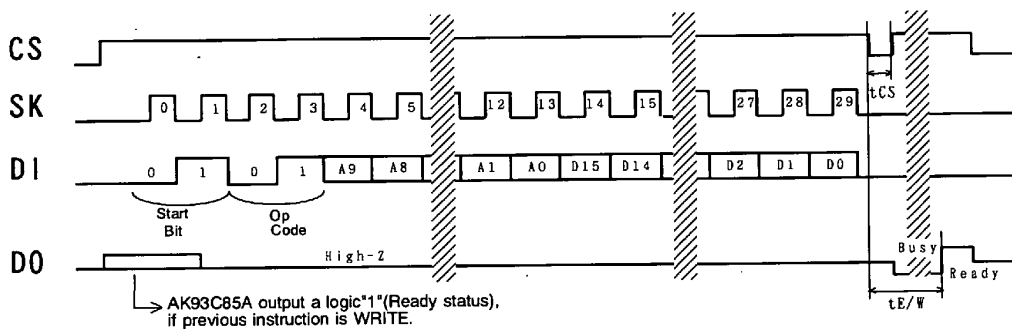 CS
tCS
SK 0 1 2 3 4 5 12 13 14 15 27 28 29
DI 0 1 0 1 A9 A8 A1 A0 D15 D14 D2 D1 D0
Start
Bit
Op
Code
DO High-Z Busy
Ready
tE/W
AK93C85A output a logic"1"(Ready status),
if previous instruction is WRITE.